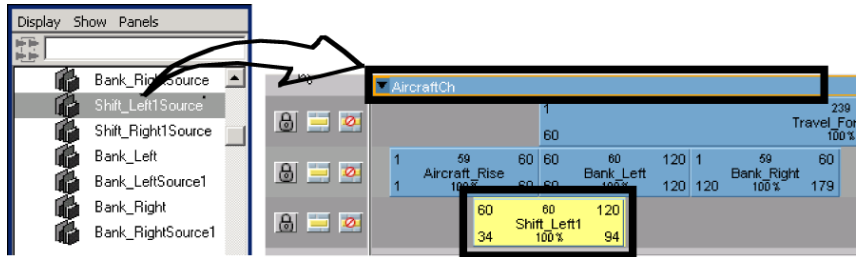 Display Show Panels
Bank_RightSource
Shift_Left1Source
Shift_Right1Source
Bank_Left
Bank_LeftSource1
Bank_Right
Bank_RightSource1
AircraftCh
1 239
Travel_For
60 100%
1 59 60 60 60 120 1 59 60
Aircraft_Rise Bank_Left Bank_Right
1 100% 60 60 100% 120 120 100% 179
60 60 120
Shift_Left1
34 100% 94